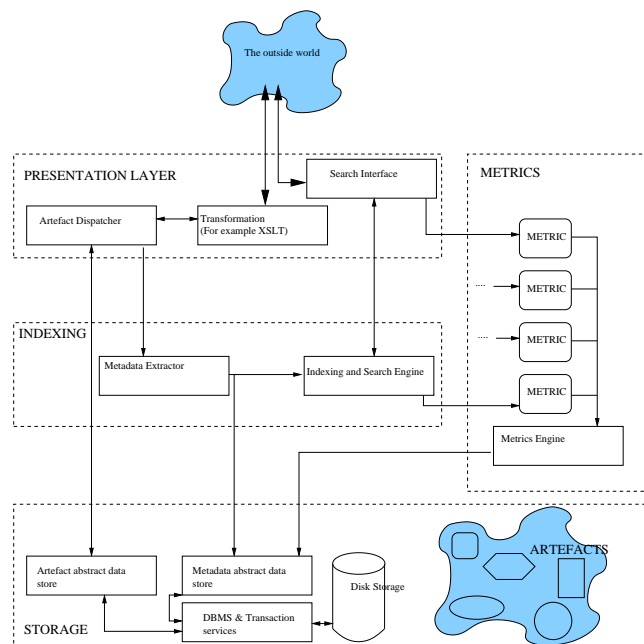 The outside world
PRESENTATION LAYER
Search Interface
METRICS
Artefact Dispatcher
Transformation
(For example XSLT)
METRIC
METRIC
METRIC
METRIC
INDEXING
Metadata Extractor
Indexing and Search Engine
Metrics Engine
ARTEFACTS
Artefact abstract data
store
Metadata abstract data
store
Disk Storage
DBMS & Transaction
services
STORAGE